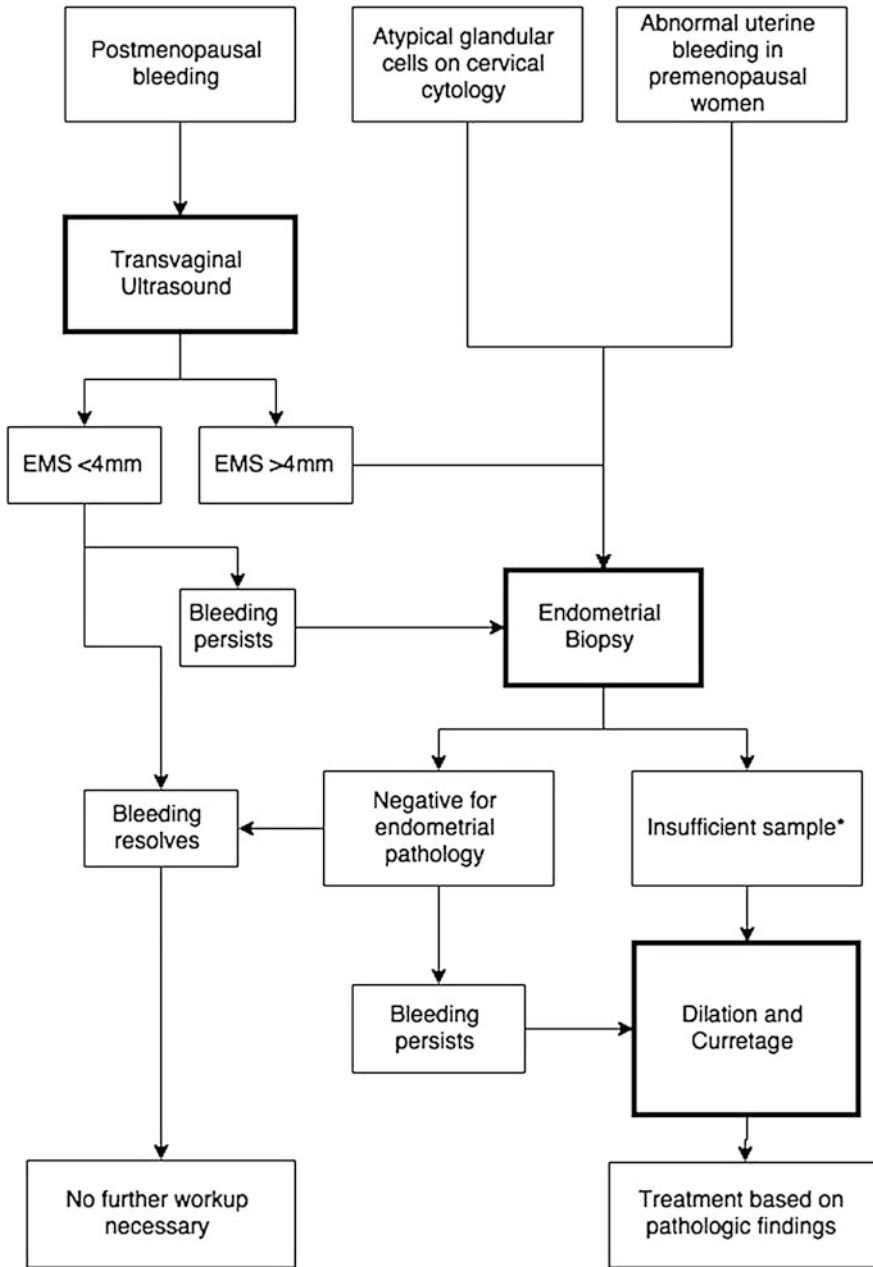 Postmenopausal
bleeding
Atypical glandular
cells on cervical
cytology
Abnormal uterine
bleeding in
premenopausal
women
Transvaginal
Ultrasound
EMS <4mm
EMS >4mm
Bleeding
persists
Endometrial
Biopsy
Bleeding
resolves
Negative for
endometrial
pathology
Insufficient sample*
Bleeding
persists
Dilation and
Curretage
No further workup
necessary
Treatment based on
pathologic findings